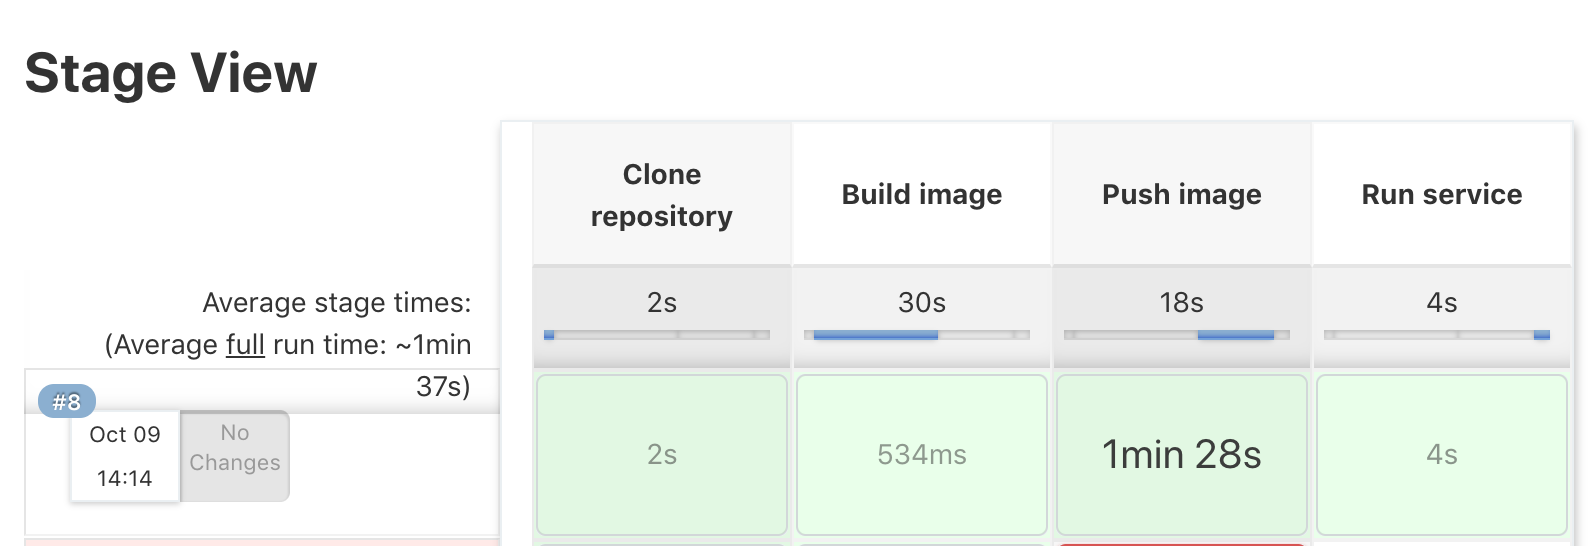 Stage View
Clone
repository
Build image
Push image
Run service
Average stage times:
(Average full run time: ~1min
37s)
2s
30s
18s
4s
#8
Oct 09
14:14
No
Changes
2s
534ms
1min 28s
4s